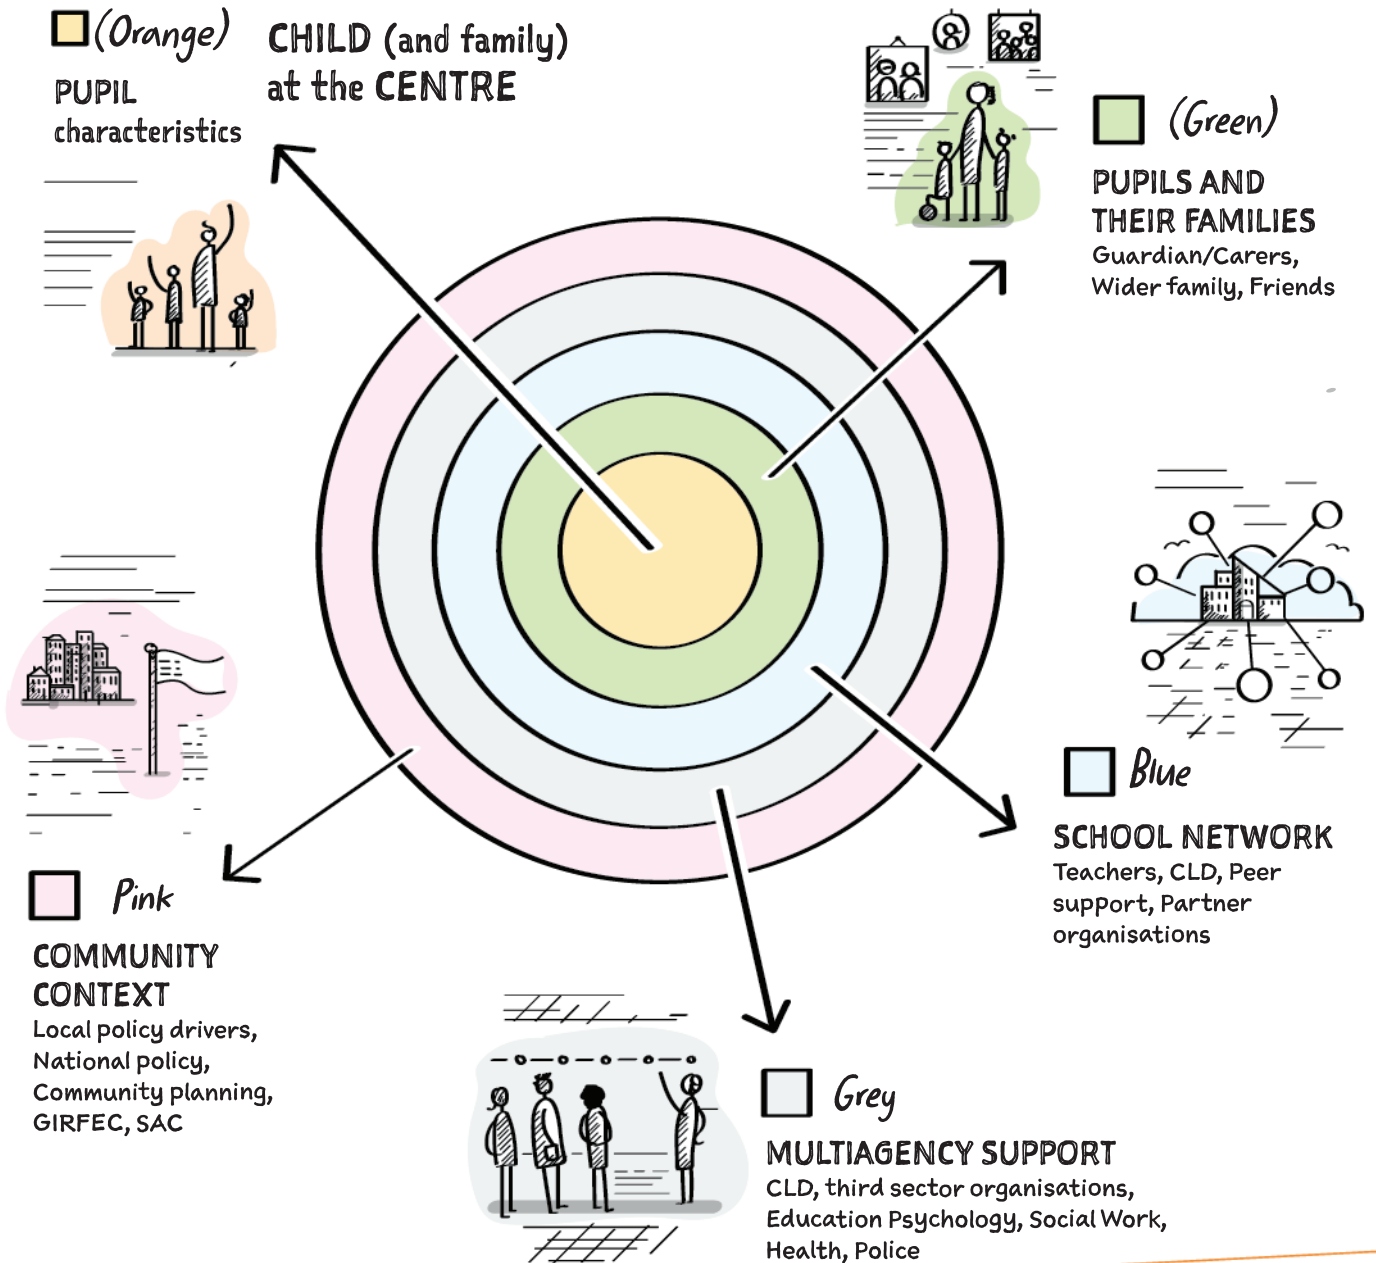 (Orange)
PUPIL
characteristics
CHILD (and family)
at the CENTRE
(Green)
PUPILS AND
THEIR FAMILIES
Guardian/Carers,
Wider family, Friends
Blue
SCHOOL NETWORK
Teachers, CLD, Peer
support, Partner
organisations
Pink
COMMUNITY
CONTEXT
Local policy drivers,
National policy,
Community planning,
GIRFEC, SAC
Grey
MULTIAGENCY SUPPORT
CLD, third sector organisations,
Education Psychology, Social Work,
Health, Police